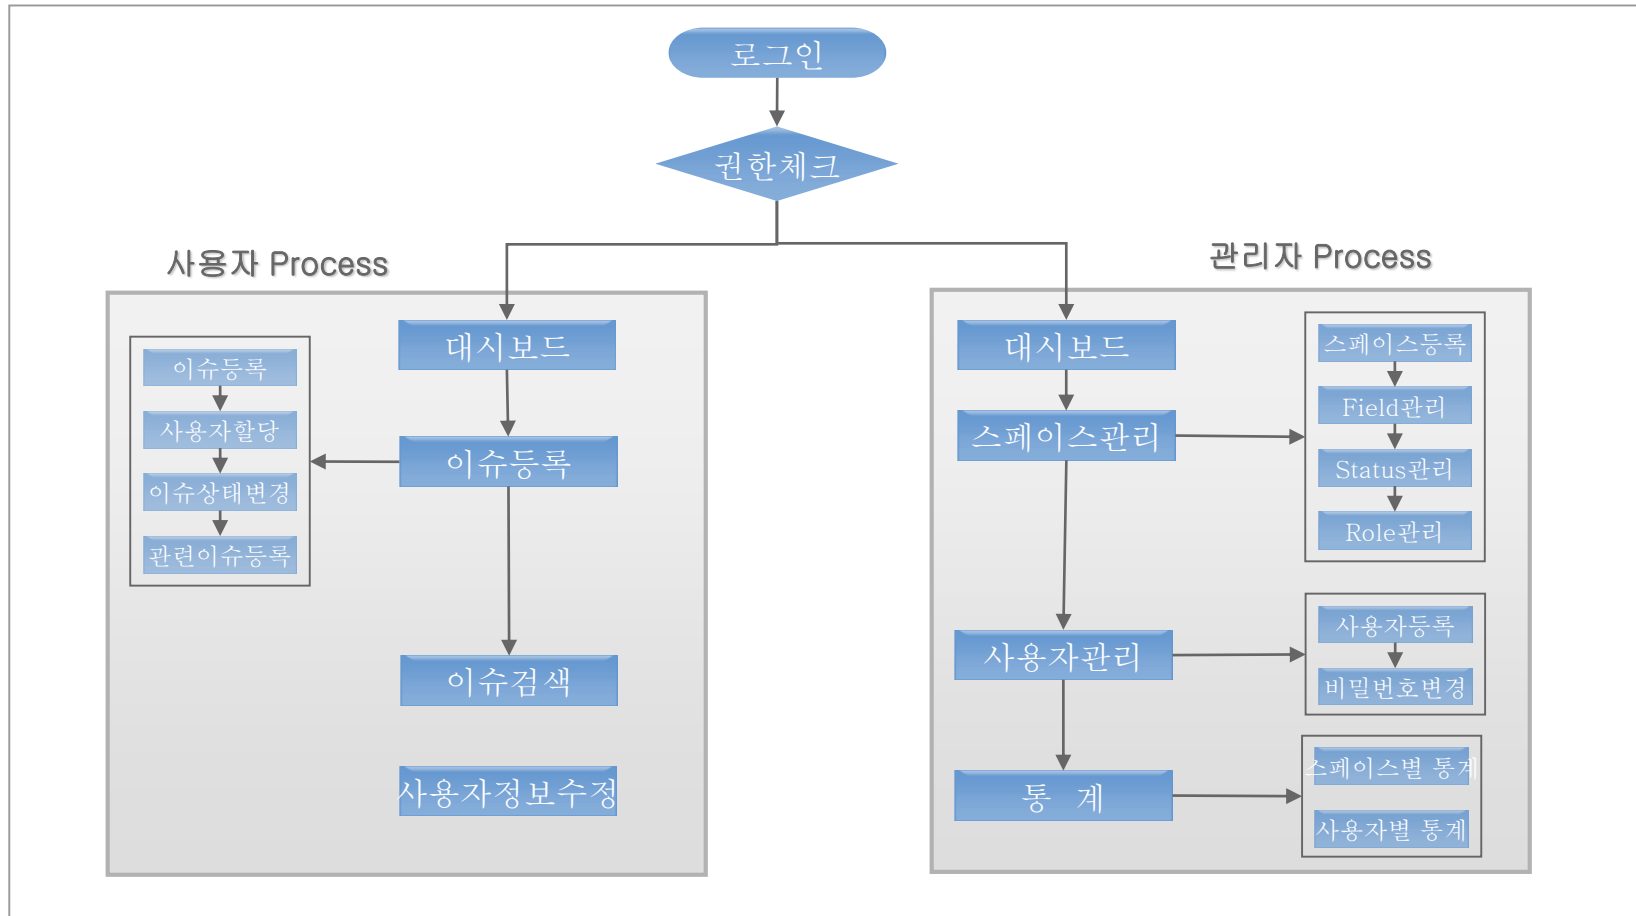 로그인
권한체크
사용자 Process
대시보드
이슈등록
이슈등록
사용자할당
이슈상태변경
관련이슈등록
이슈검색
사용자정보수정
관리자 Process
대시보드
스페이스관리
스페이스등록
Field관리
Status관리
Role관리
사용자관리
사용자등록
비밀번호변경
통 계
스페이스별 통계
사용자별 통계